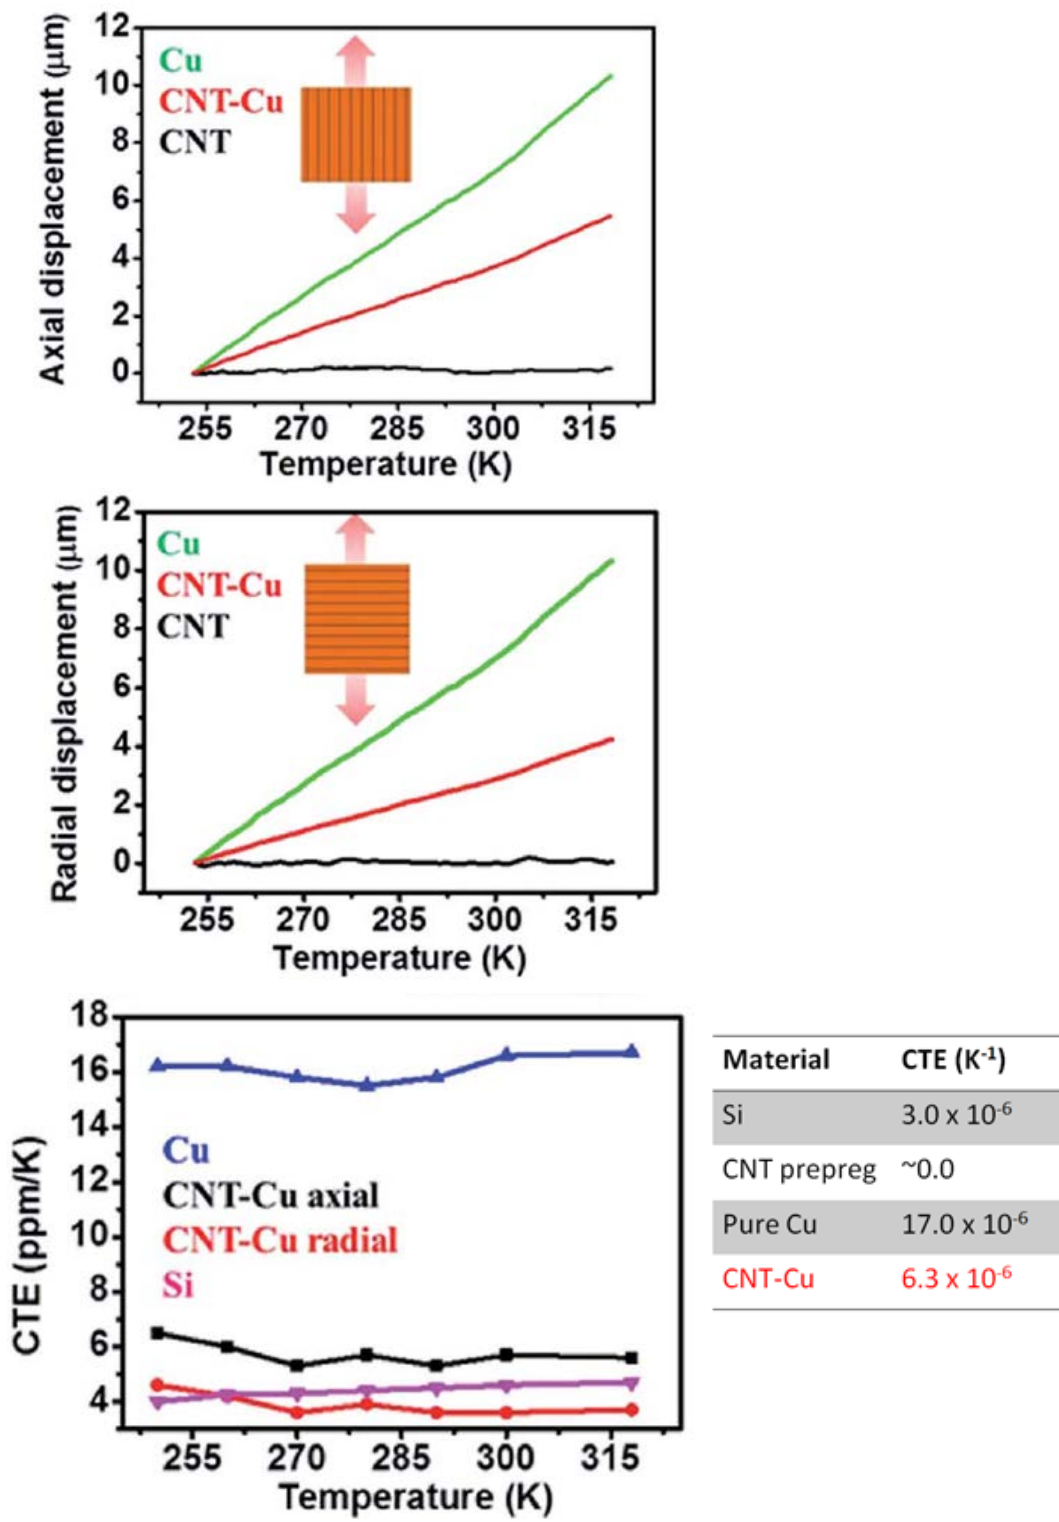 Axial displacement (μm)
12
10
8
6
4
2
0
Cu
CNT-Cu
CNT
255 270 285 300 315
Temperature (K)
Radial displacement (μm)
12
10
8
6
4
2
0
Cu
CNT-Cu
CNT
255 270 285 300 315
Temperature (K)
CTE (ppm/K)
18
16
14
12
10
8
6
4
Cu
CNT-Cu axial
CNT-Cu radial
Si
255 270 285 300 315
Temperature (K)
Material CTE (K⁻¹)
Si 3.0 x 10⁻⁶
CNT prepreg ~0.0
Pure Cu 17.0 x 10⁻⁶
CNT-Cu 6.3 x 10⁻⁶